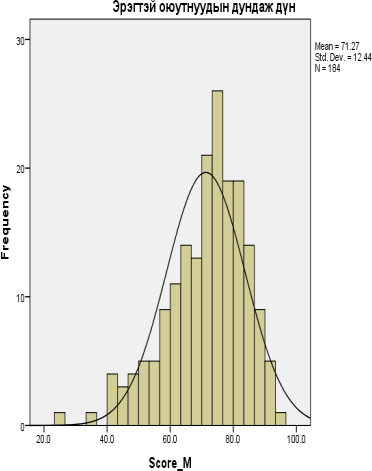 Эрэгтэй оюутнуудын дундаж дүн
Mean = 71.27
Std. Dev. = 12.44
N = 184
30
20
10
0
Frequency
20.0 40.0 60.0 80.0 100.0
Score_M